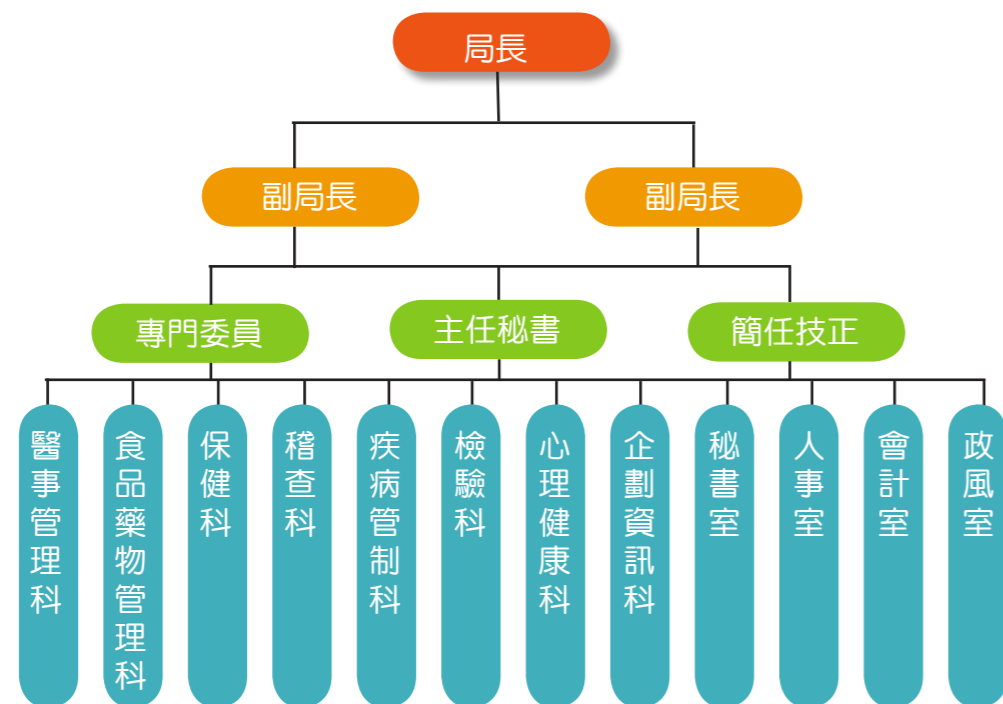 局長
副局長
副局長
專門委員
主任秘書
簡任技正
醫事管理科
食品藥物管理科
保健科
稽查科
疾病管制科
檢驗科
心理健康科
企劃資訊科
秘書室
人事室
會計室
政風室